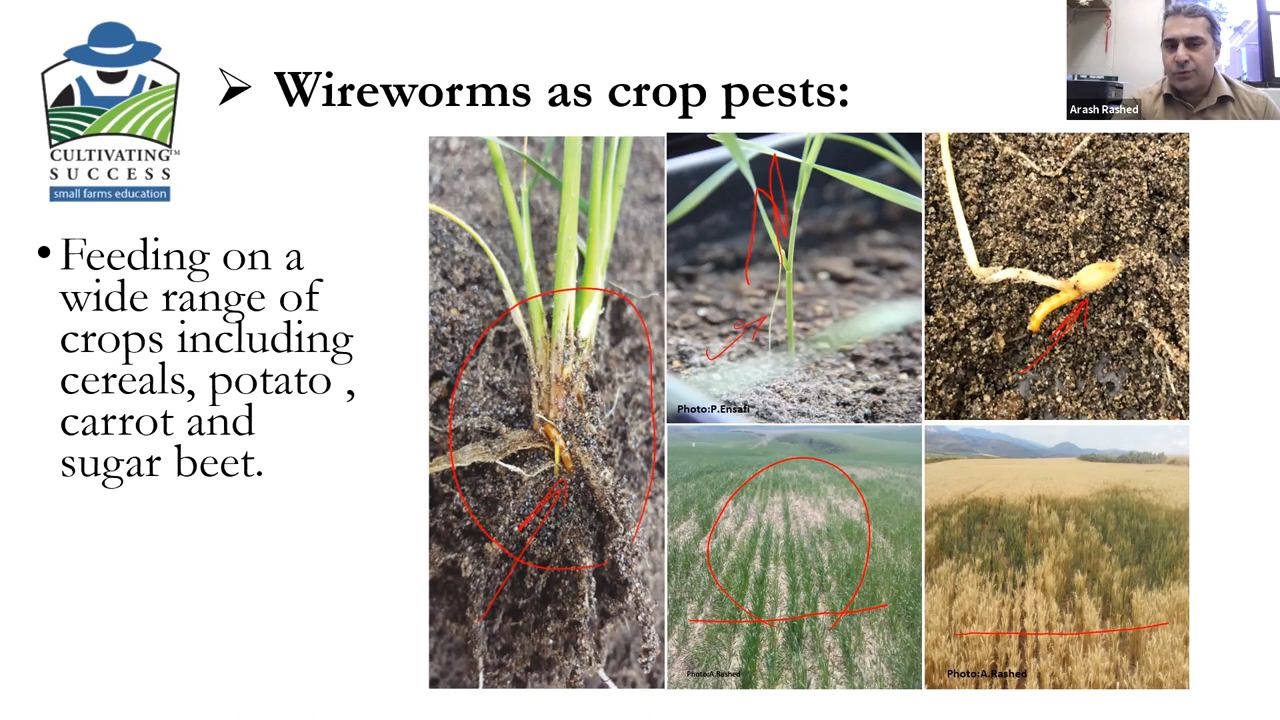 CULTIVATING™
SUCCESS
small farms education
➢ Wireworms as crop pests:
Arash Rashed
• Feeding on a
wide range of
crops including
cereals, potato ,
carrot and
sugar beet.
Photo:P.Ensafi
Photo:A.Rashed
Photo:A.Rashed